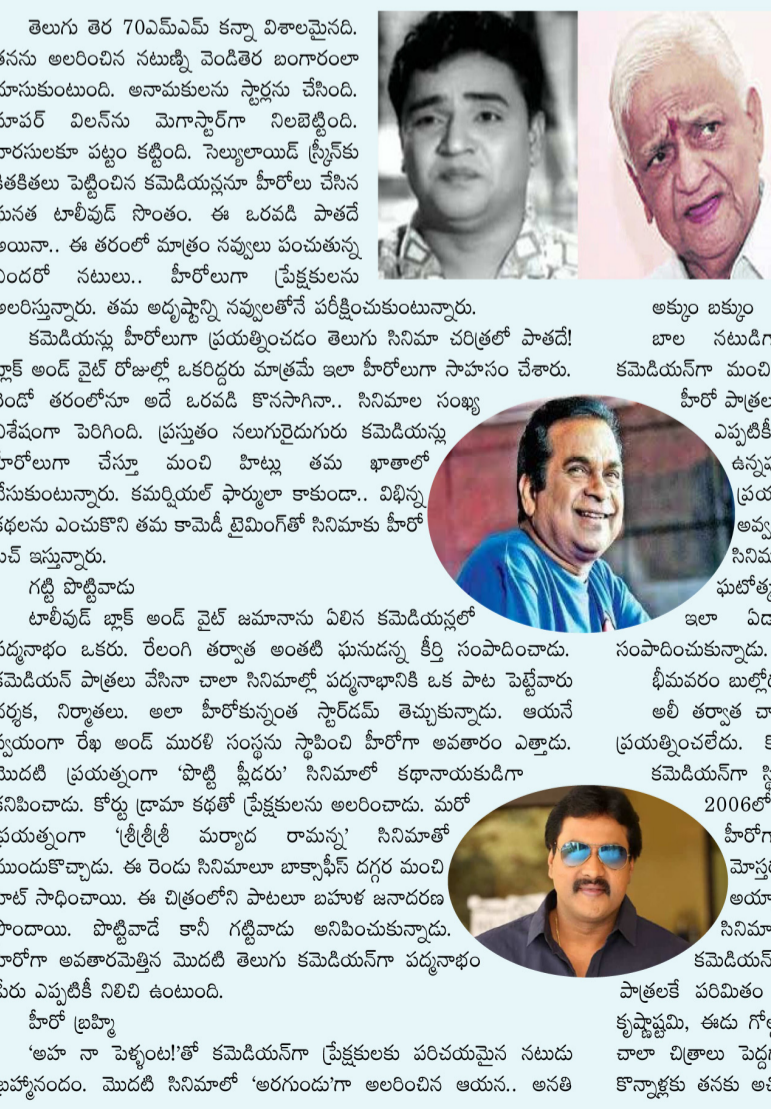 తెలుగు తెర 70ఎమ్ఎమ్ కన్నా విశాలమైనది.
తనను అలరించిన నటుణ్ని వెండితెర బంగారంలా
చూసుకుంటుంది. అనామకులను స్టార్లను చేసింది.
సూపర్ విలన్‌ను మెగాస్టార్‌గా నిలబెట్టింది.
వారసులకూ పట్టం కట్టింది. సెల్యులాయిడ్ స్క్రీన్‌కు
కితకితలు పెట్టించిన కమెడియన్లనూ హీరోలు చేసిన
ఘనత టాలీవుడ్ సొంతం. ఈ ఒరవడి పాతదే
అయినా.. ఈ తరంలో మాత్రం నవ్వులు పంచుతున్న
ఎందరో నటులు.. హీరోలుగా ప్రేక్షకులను
అలరిస్తున్నారు. తమ అదృష్టాన్ని నవ్వులతోనే పరీక్షించుకుంటున్నారు.
కమెడియన్లు హీరోలుగా ప్రయత్నించడం తెలుగు సినిమా చరిత్రలో పాతదే!
బ్లాక్ అండ్ వైట్ రోజుల్లో ఒకరిద్దరు మాత్రమే ఇలా హీరోలుగా సాహసం చేశారు.
రెండో తరంలోనూ అదే ఒరవడి కొనసాగినా.. సినిమాల సంఖ్య
విశేషంగా పెరిగింది. ప్రస్తుతం నలుగురైదుగురు కమెడియన్లు
హీరోలుగా చేస్తూ మంచి హిట్లు తమ ఖాతాలో
వేసుకుంటున్నారు. కమర్షియల్ ఫార్ములా కాకుండా.. విభిన్న
కథలను ఎంచుకొని తమ కామెడీ టైమింగ్‌తో సినిమాకు హీరో
టచ్ ఇస్తున్నారు.
గట్టి పొట్టివాడు
టాలీవుడ్ బ్లాక్ అండ్ వైట్ జమానాను ఏలిన కమెడియన్లలో
పద్మనాభం ఒకరు. రేలంగి తర్వాత అంతటి ఘనుడన్న కీర్తి సంపాదించాడు.
కమెడియన్ పాత్రలు వేసినా చాలా సినిమాల్లో పద్మనాభానికి ఒక పాట పెట్టేవారు
దర్శక, నిర్మాతలు. అలా హీరోకున్నంత స్టార్‌డమ్ తెచ్చుకున్నాడు. ఆయనే
స్వయంగా రేఖ అండ్ మురళి సంస్థను స్థాపించి హీరోగా అవతారం ఎత్తాడు.
మొదటి ప్రయత్నంగా ‘పొట్టి ప్లీడరు’ సినిమాలో కథానాయకుడిగా
కనిపించాడు. కోర్టు డ్రామా కథతో ప్రేక్షకులను అలరించాడు. మరో
ప్రయత్నంగా ‘శ్రీశ్రీశ్రీ మర్యాద రామన్న’ సినిమాతో
ముందుకొచ్చాడు. ఈ రెండు సినిమాలూ బాక్సాఫీస్ దగ్గర మంచి
హిట్ సాధించాయి. ఈ చిత్రంలోని పాటలూ బహుళ జనాదరణ
పొందాయి. పొట్టివాడే కానీ గట్టివాడు అనిపించుకున్నాడు.
హీరోగా అవతారమెత్తిన మొదటి తెలుగు కమెడియన్‌గా పద్మనాభం
పేరు ఎప్పటికీ నిలిచి ఉంటుంది.
హీరో బ్రహ్మి
‘అహ నా పెళ్ళంట!’తో కమెడియన్‌గా ప్రేక్షకులకు పరిచయమైన నటుడు
బ్రహ్మానందం. మొదటి సినిమాలో ‘అరగుండు’గా అలరించిన ఆయన.. అనతి
అక్కుం బక్కుం
బాల నటుడిగ
కమెడియన్‌గా మంచి
హీరో పాత్రల
ఎప్పటికీ
ఉన్న
ప్రయ
అవ్వ
సినిమ
ఘటోత్క
ఇలా ఏద
సంపాదించుకున్నాడు.
భీమవరం బుల్లోడ
అలీ తర్వాత చా
ప్రయత్నించలేదు.
కమెడియన్‌గా స్థి
2006లో
హీరోగ
మోస్తర
అయా
సినిమా
కమెడియన్
పాత్రలకే పరిమితం
కృష్ణాష్టమి, ఈడు గోల్డ
చాలా చిత్రాలు పెద్దగ
కొన్నాళ్లకు తనకు అచ